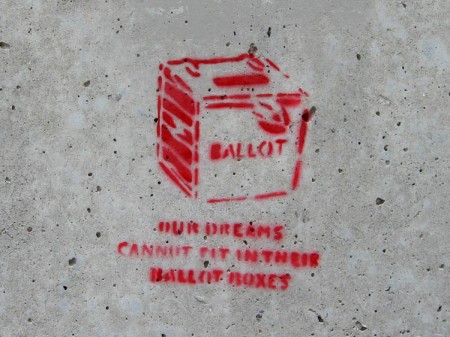 BALLOT
OUR DREAMS
CANNOT FIT IN THEIR
BALLOT BOXES